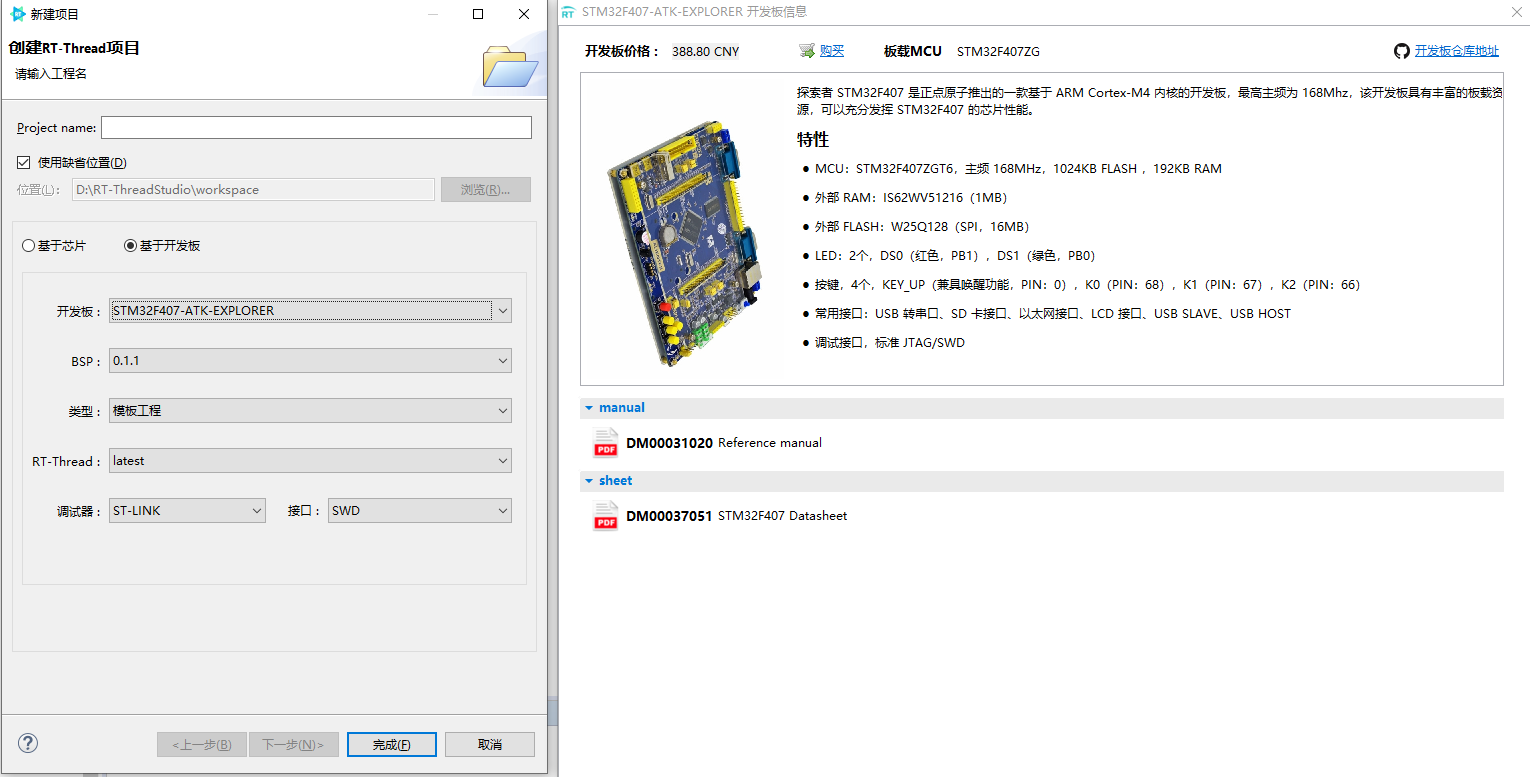 新建项目
创建RT-Thread项目
请输入工程名
Project name:
使用缺省位置(D)
位置(L): D:\RT-ThreadStudio\workspace 浏览(R)...
基于芯片 基于开发板
开发板： STM32F407-ATK-EXPLORER
BSP： 0.1.1
类型： 模板工程
RT-Thread： latest
调试器： ST-LINK 接口： SWD
<上一步(B) 下一步(N)> 完成(F) 取消
STM32F407-ATK-EXPLORER 开发板信息
开发板价格： 388.80 CNY 购买 板载MCU STM32F407ZG 开发板仓库地址
探索者 STM32F407 是正点原子推出的一款基于 ARM Cortex-M4 内核的开发板，最高主频为 168Mhz，该开发板具有丰富的板载资
源，可以充分发挥 STM32F407 的芯片性能。
特性
● MCU：STM32F407ZGT6，主频 168MHz，1024KB FLASH ，192KB RAM
● 外部 RAM：IS62WV51216（1MB）
● 外部 FLASH：W25Q128（SPI，16MB）
● LED：2个，DS0（红色，PB1），DS1（绿色，PB0）
● 按键，4个，KEY_UP（兼具唤醒功能，PIN：0），K0（PIN：68），K1（PIN：67），K2（PIN：66）
● 常用接口：USB 转串口、SD 卡接口、以太网接口、LCD 接口、USB SLAVE、USB HOST
● 调试接口，标准 JTAG/SWD
manual
PDF DM00031020 Reference manual
sheet
PDF DM00037051 STM32F407 Datasheet